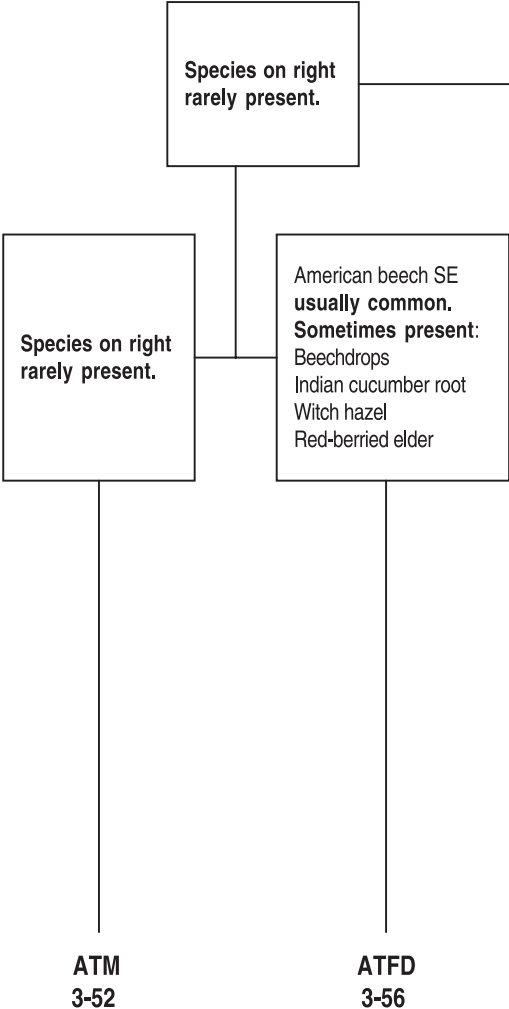 Species on right
rarely present.
Species on right
rarely present.
American beech SE
usually common.
Sometimes present:
Beechdrops
Indian cucumber root
Witch hazel
Red-berried elder
ATM
3-52
ATFD
3-56